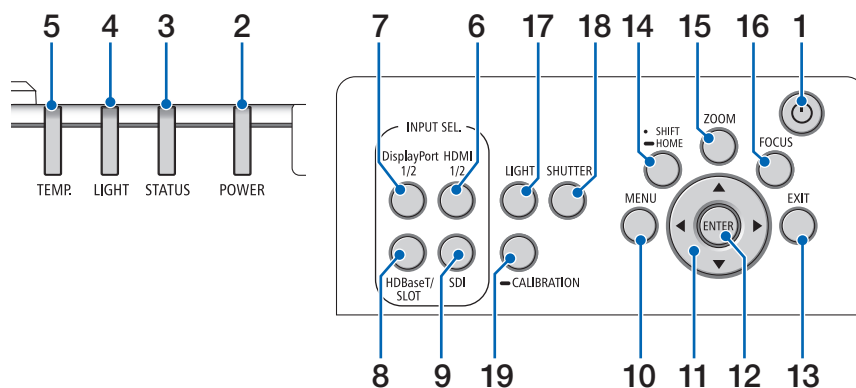 5 4 3 2 7 6 17 18 14 15 16 1
INPUT SEL.
DisplayPort 1/2
HDMI 1/2
LIGHT
SHUTTER
• SHIFT
━ HOME
ZOOM
FOCUS
TEMP.
LIGHT
STATUS
POWER
MENU
ENTER
EXIT
HDBaseT/
SLOT
SDI
━ CALIBRATION
8 9 19 10 11 12 13